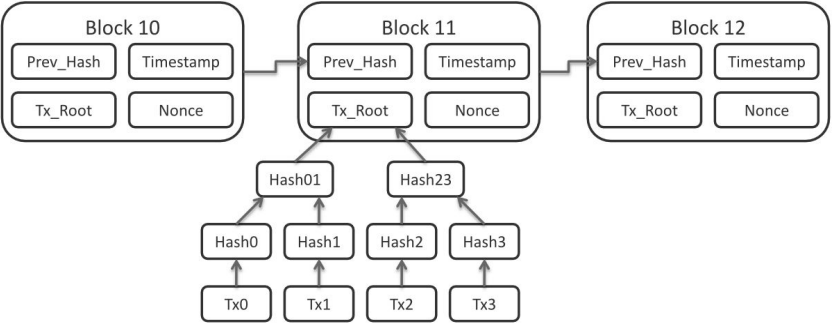 Block 10
Block 11
Block 12
Prev_Hash
Timestamp
Prev_Hash
Timestamp
Prev_Hash
Timestamp
Tx_Root
Nonce
Tx_Root
Nonce
Tx_Root
Nonce
Hash01
Hash23
Hash0
Hash1
Hash2
Hash3
Tx0
Tx1
Tx2
Tx3